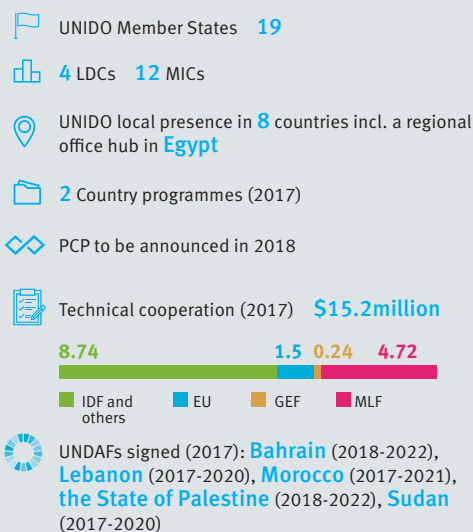 UNIDO Member States 19
4 LDCs 12 MICs
UNIDO local presence in 8 countries incl. a regional
office hub in Egypt
2 Country programmes (2017)
PCP to be announced in 2018
Technical cooperation (2017) $15.2million
8.74 1.5 0.24 4.72
IDF and EU GEF MLF
others
UNDAFs signed (2017): Bahrain (2018-2022),
Lebanon (2017-2020), Morocco (2017-2021),
the State of Palestine (2018-2022), Sudan
(2017-2020)